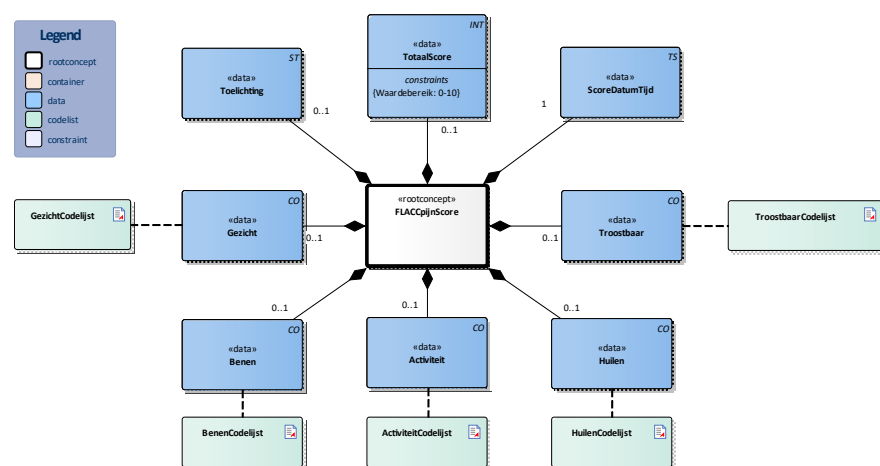 Legend
rootconcept
container
data
codelist
constraint
ST
«data»
Toelichting
0..1
INT
«data»
TotaalScore
constraints
{Waardebereik: 0-10}
0..1
TS
«data»
ScoreDatumTijd
1
GezichtCodelijst
CO
«data»
Gezicht
0..1
«rootconcept»
FLACCpijnScore
CO
«data»
Troostbaar
0..1
TroostbaarCodelijst
0..1
CO
«data»
Benen
0..1
CO
«data»
Activiteit
0..1
CO
«data»
Huilen
BenenCodelijst
ActiviteitCodelijst
HuilenCodelijst